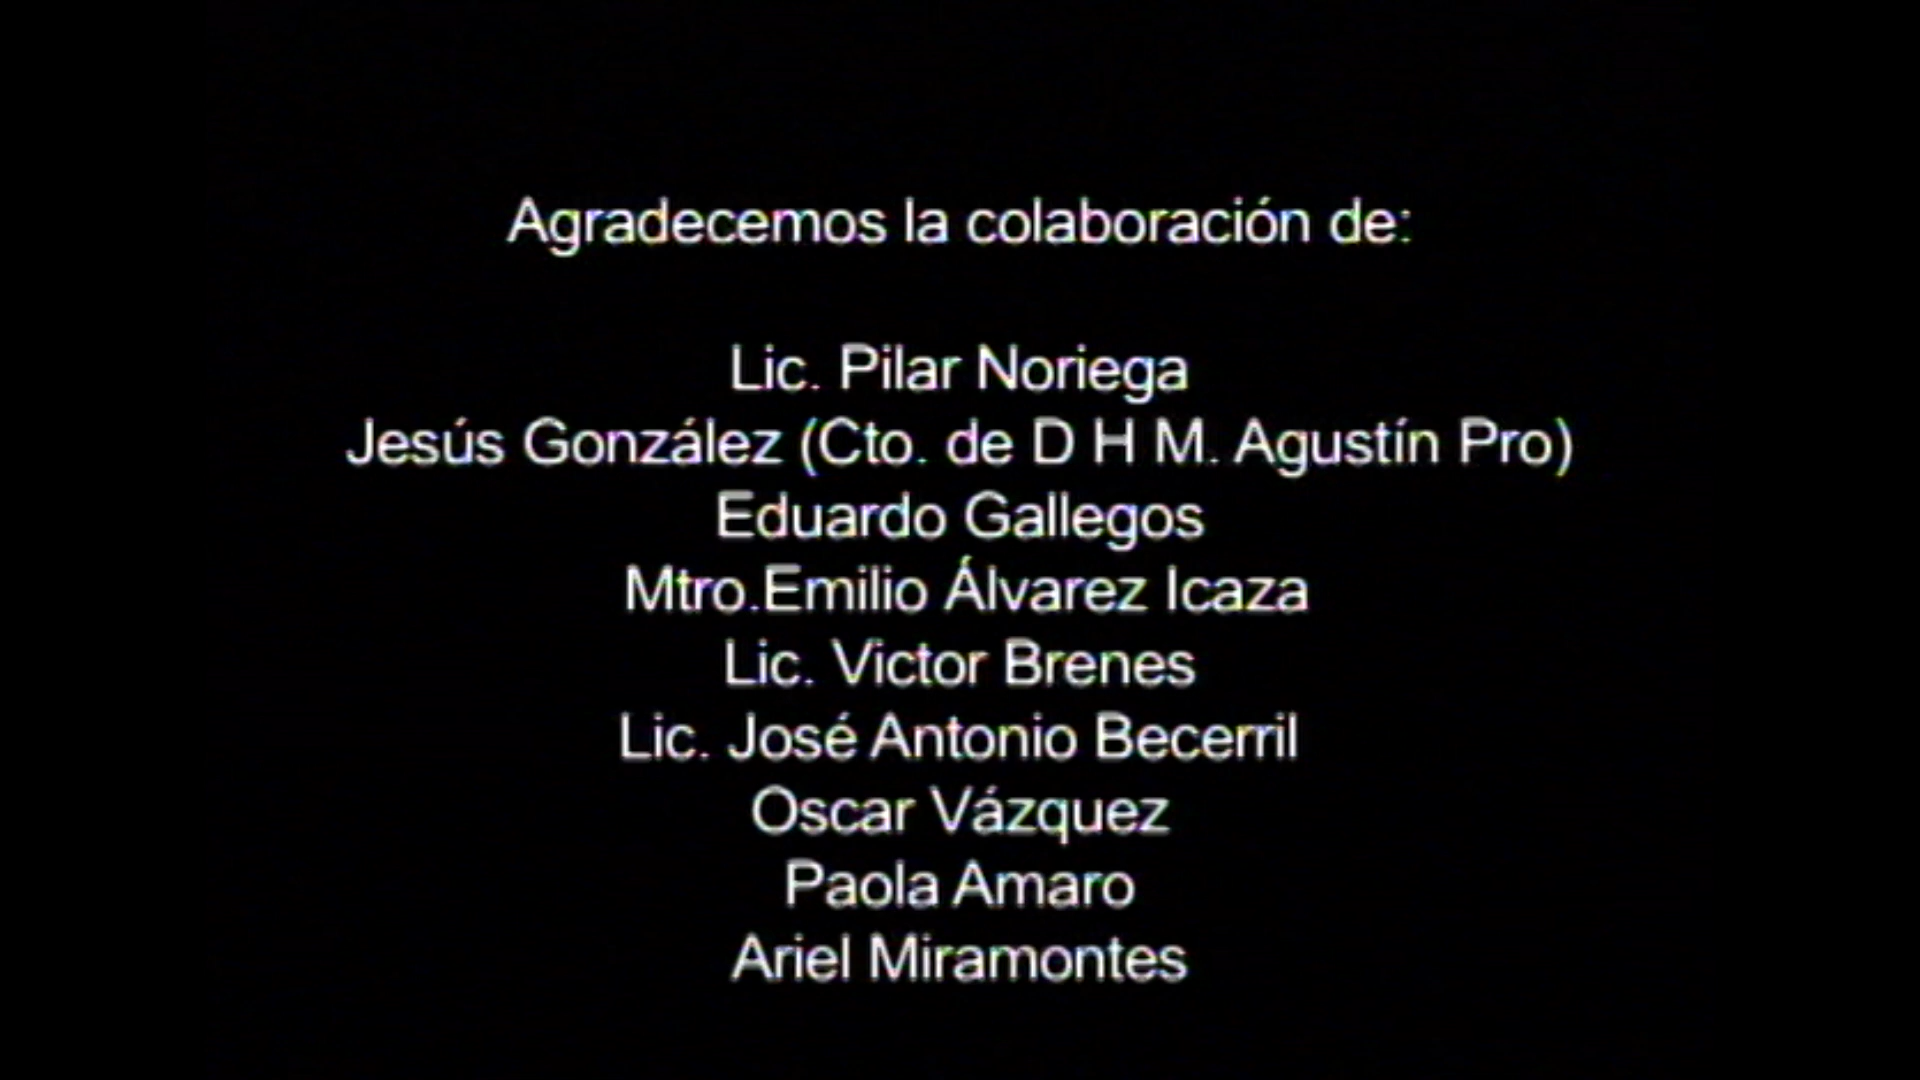 Agradecemos la colaboración de:
Lic. Pilar Noriega
Jesús González (Cto. de D H M. Agustín Pro)
Eduardo Gallegos
Mtro.Emilio Álvarez Icaza
Lic. Victor Brenes
Lic. José Antonio Becerril
Oscar Vázquez
Paola Amaro
Ariel Miramontes